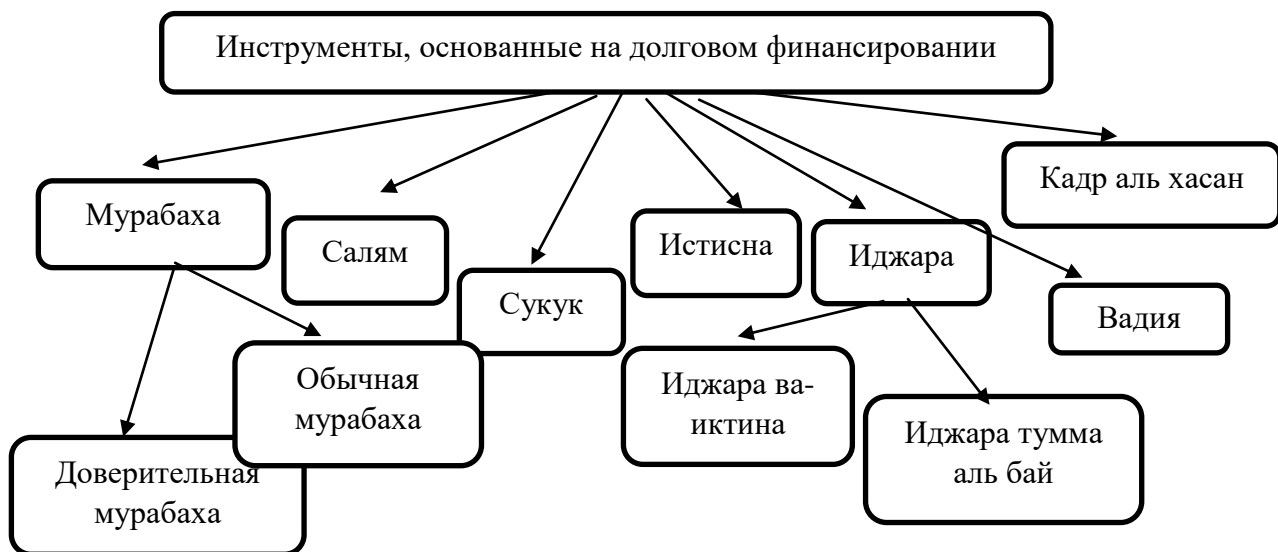 Инструменты, основанные на долговом финансировании
Кадр аль хасан
Мурабаха
Салям
Истисна
Иджара
Сукук
Вадия
Обычная
мурабаха
Иджара ва-
иктина
Иджара тумма
аль бай
Доверительная
мурабаха